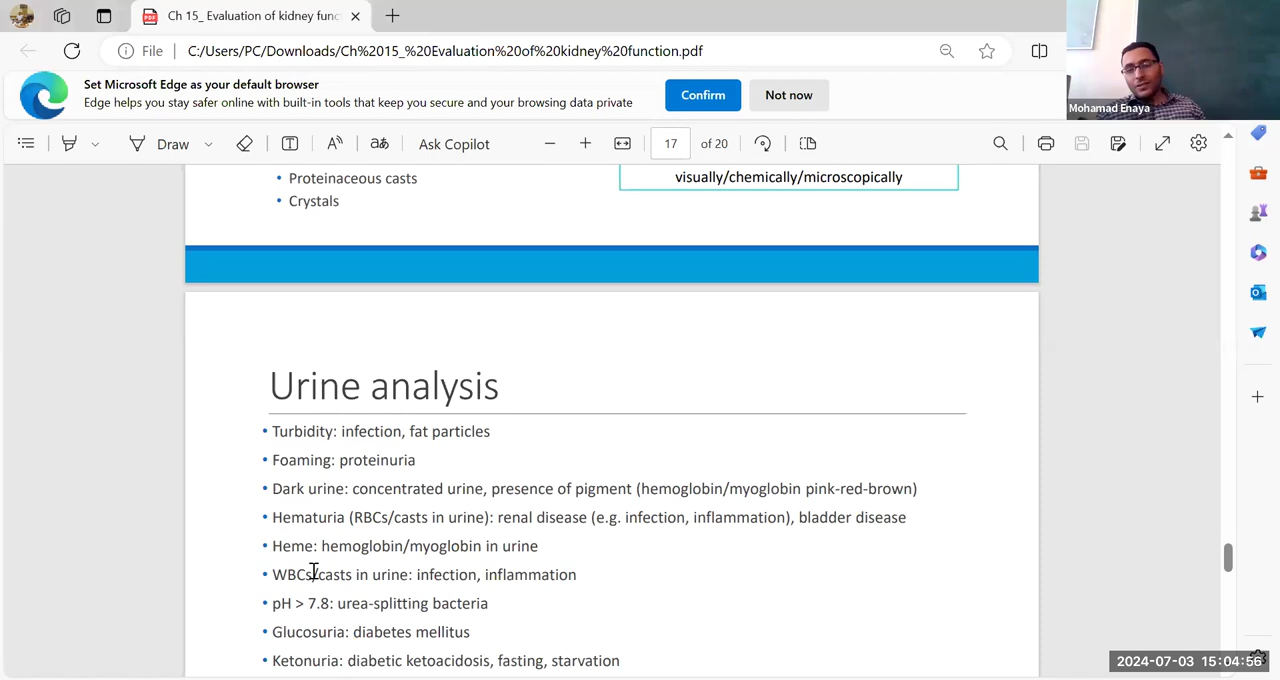 Ch 15_ Evaluation of kidney func
File
C:/Users/PC/Downloads/Ch%2015_%20Evaluation%20of%20kidney%20function.pdf
Set Microsoft Edge as your default browser
Edge helps you stay safer online with built-in tools that keep you secure and your browsing data private
Confirm
Not now
Mohamad Enaya
Draw
aあ
Ask Copilot
17
of 20
• Proteinaceous casts
• Crystals
visually/chemically/microscopically
Urine analysis
• Turbidity: infection, fat particles
• Foaming: proteinuria
• Dark urine: concentrated urine, presence of pigment (hemoglobin/myoglobin pink-red-brown)
• Hematuria (RBCs/casts in urine): renal disease (e.g. infection, inflammation), bladder disease
• Heme: hemoglobin/myoglobin in urine
• WBCs/casts in urine: infection, inflammation
• pH > 7.8: urea-splitting bacteria
• Glucosuria: diabetes mellitus
• Ketonuria: diabetic ketoacidosis, fasting, starvation
2024-07-03 15:04:56